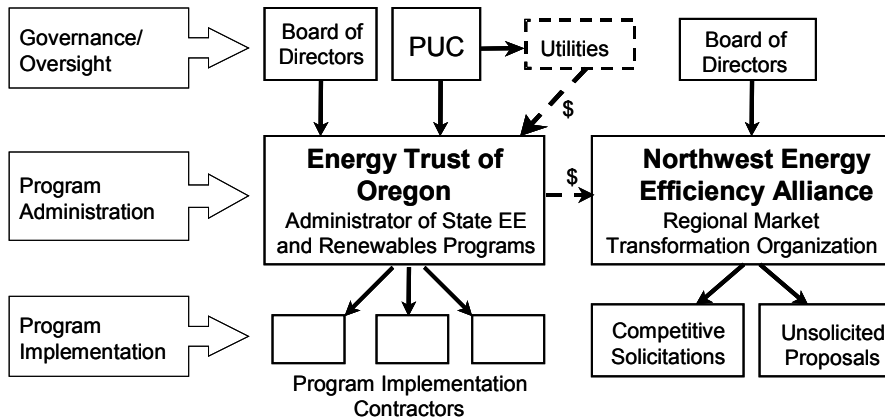 Governance/
Oversight
Board of
Directors
PUC
Utilities
Board of
Directors
$
Program
Administration
Energy Trust of
Oregon
Administrator of State EE
and Renewables Programs
$
Northwest Energy
Efficiency Alliance
Regional Market
Transformation Organization
Program
Implementation
Program Implementation
Contractors
Competitive
Solicitations
Unsolicited
Proposals